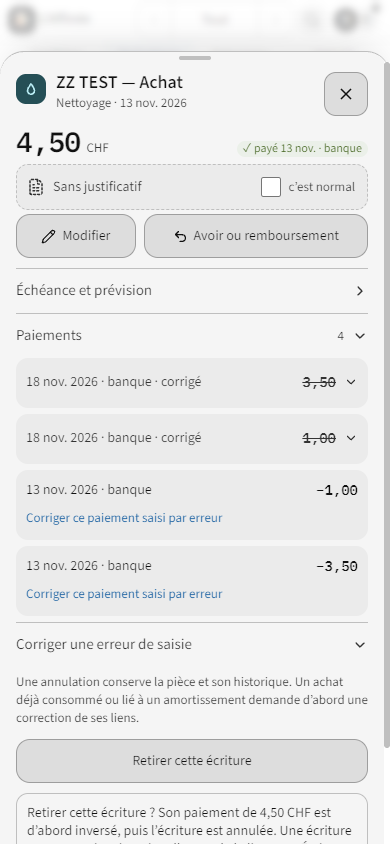 ZZ TEST — Achat
Nettoyage · 13 nov. 2026
4,50 CHF
✓ payé 13 nov. · banque
Sans justificatif
c’est normal
Modifier
Avoir ou remboursement
Échéance et prévision
Paiements
4
18 nov. 2026 · banque · corrigé
3,50
18 nov. 2026 · banque · corrigé
1,00
13 nov. 2026 · banque
−1,00
Corriger ce paiement saisi par erreur
13 nov. 2026 · banque
−3,50
Corriger ce paiement saisi par erreur
Corriger une erreur de saisie
Une annulation conserve la pièce et son historique. Un achat
déjà consommé ou lié à un amortissement demande d’abord une
correction de ses liens.
Retirer cette écriture
Retirer cette écriture ? Son paiement de 4,50 CHF est
d’abord inversé, puis l’écriture est annulée. Une écriture